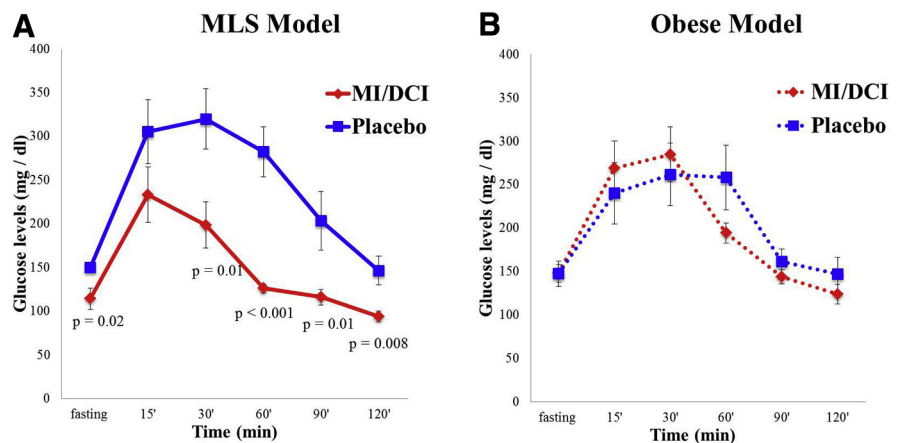 A
MLS Model
400
350
300
250
200
150
100
50
0
Glucose levels (mg / dl)
MI/DCI
Placebo
p = 0.02
p = 0.01
p < 0.001
p = 0.01
p = 0.008
fasting 15' 30' 60' 90' 120'
Time (min)
B
Obese Model
400
350
300
250
200
150
100
50
0
Glucose levels (mg / dl)
MI/DCI
Placebo
fasting 15' 30' 60' 90' 120'
Time (min)